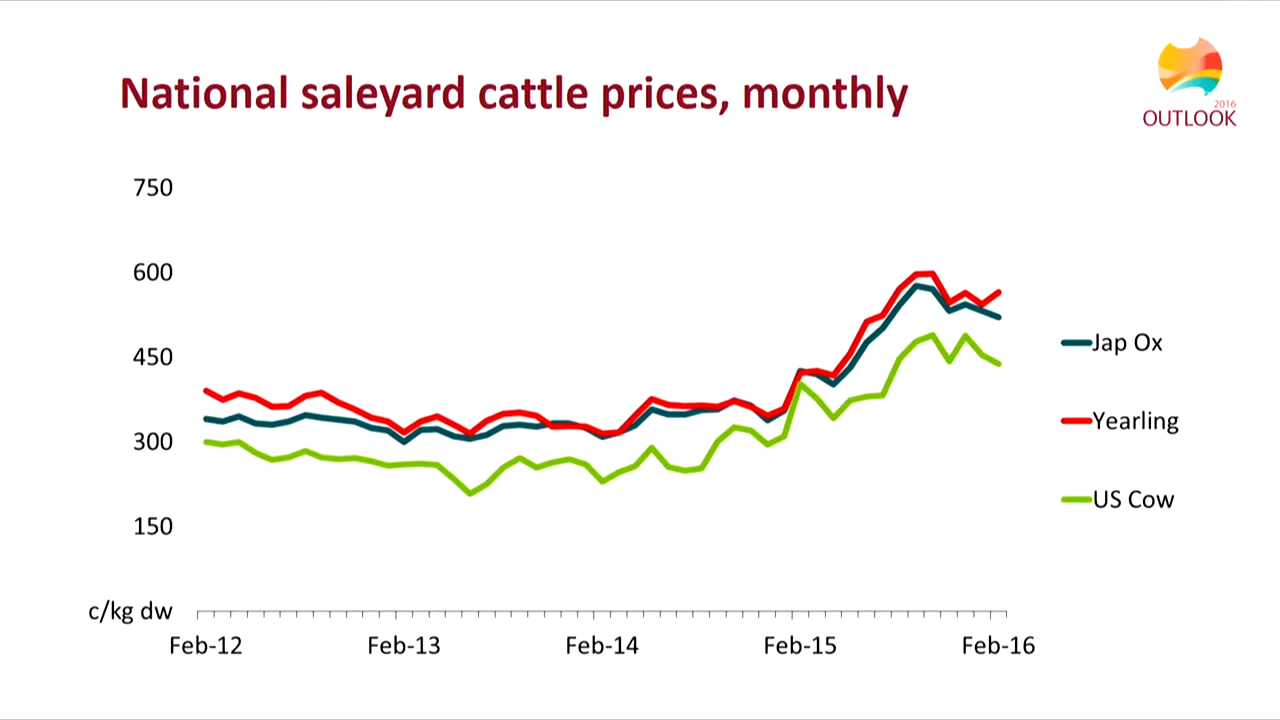 National saleyard cattle prices, monthly
2016
OUTLOOK
750
600
450
300
150
c/kg dw
Feb-12 Feb-13 Feb-14 Feb-15 Feb-16
Jap Ox
Yearling
US Cow